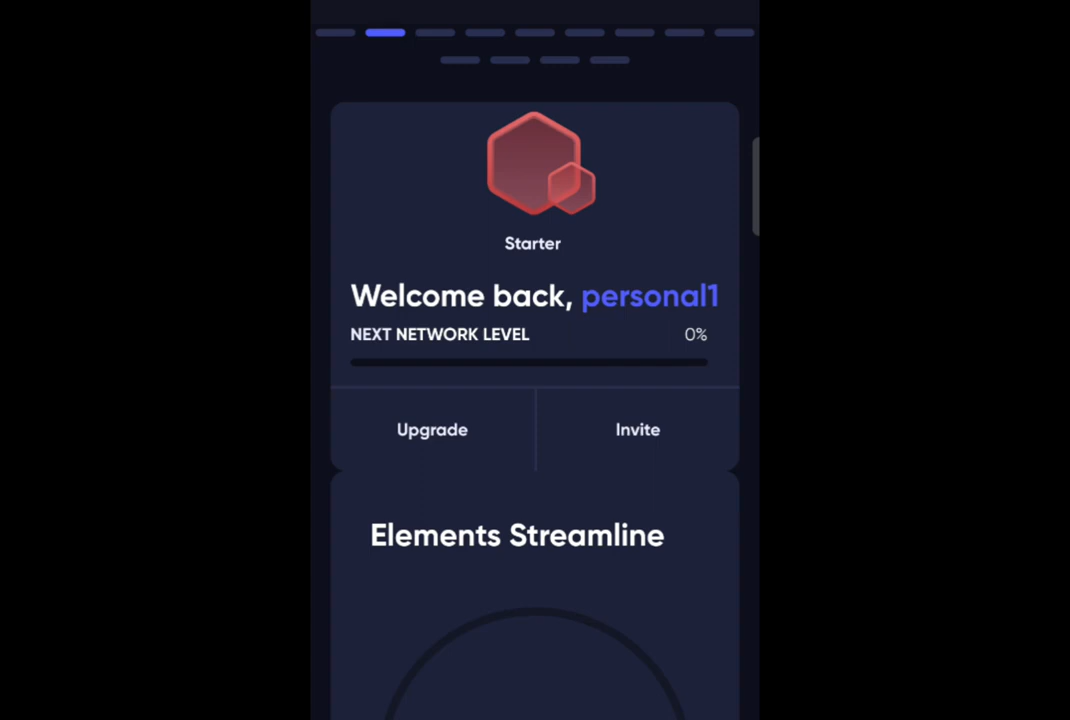 Starter
Welcome back, personal1
NEXT NETWORK LEVEL 0%
Upgrade Invite
Elements Streamline